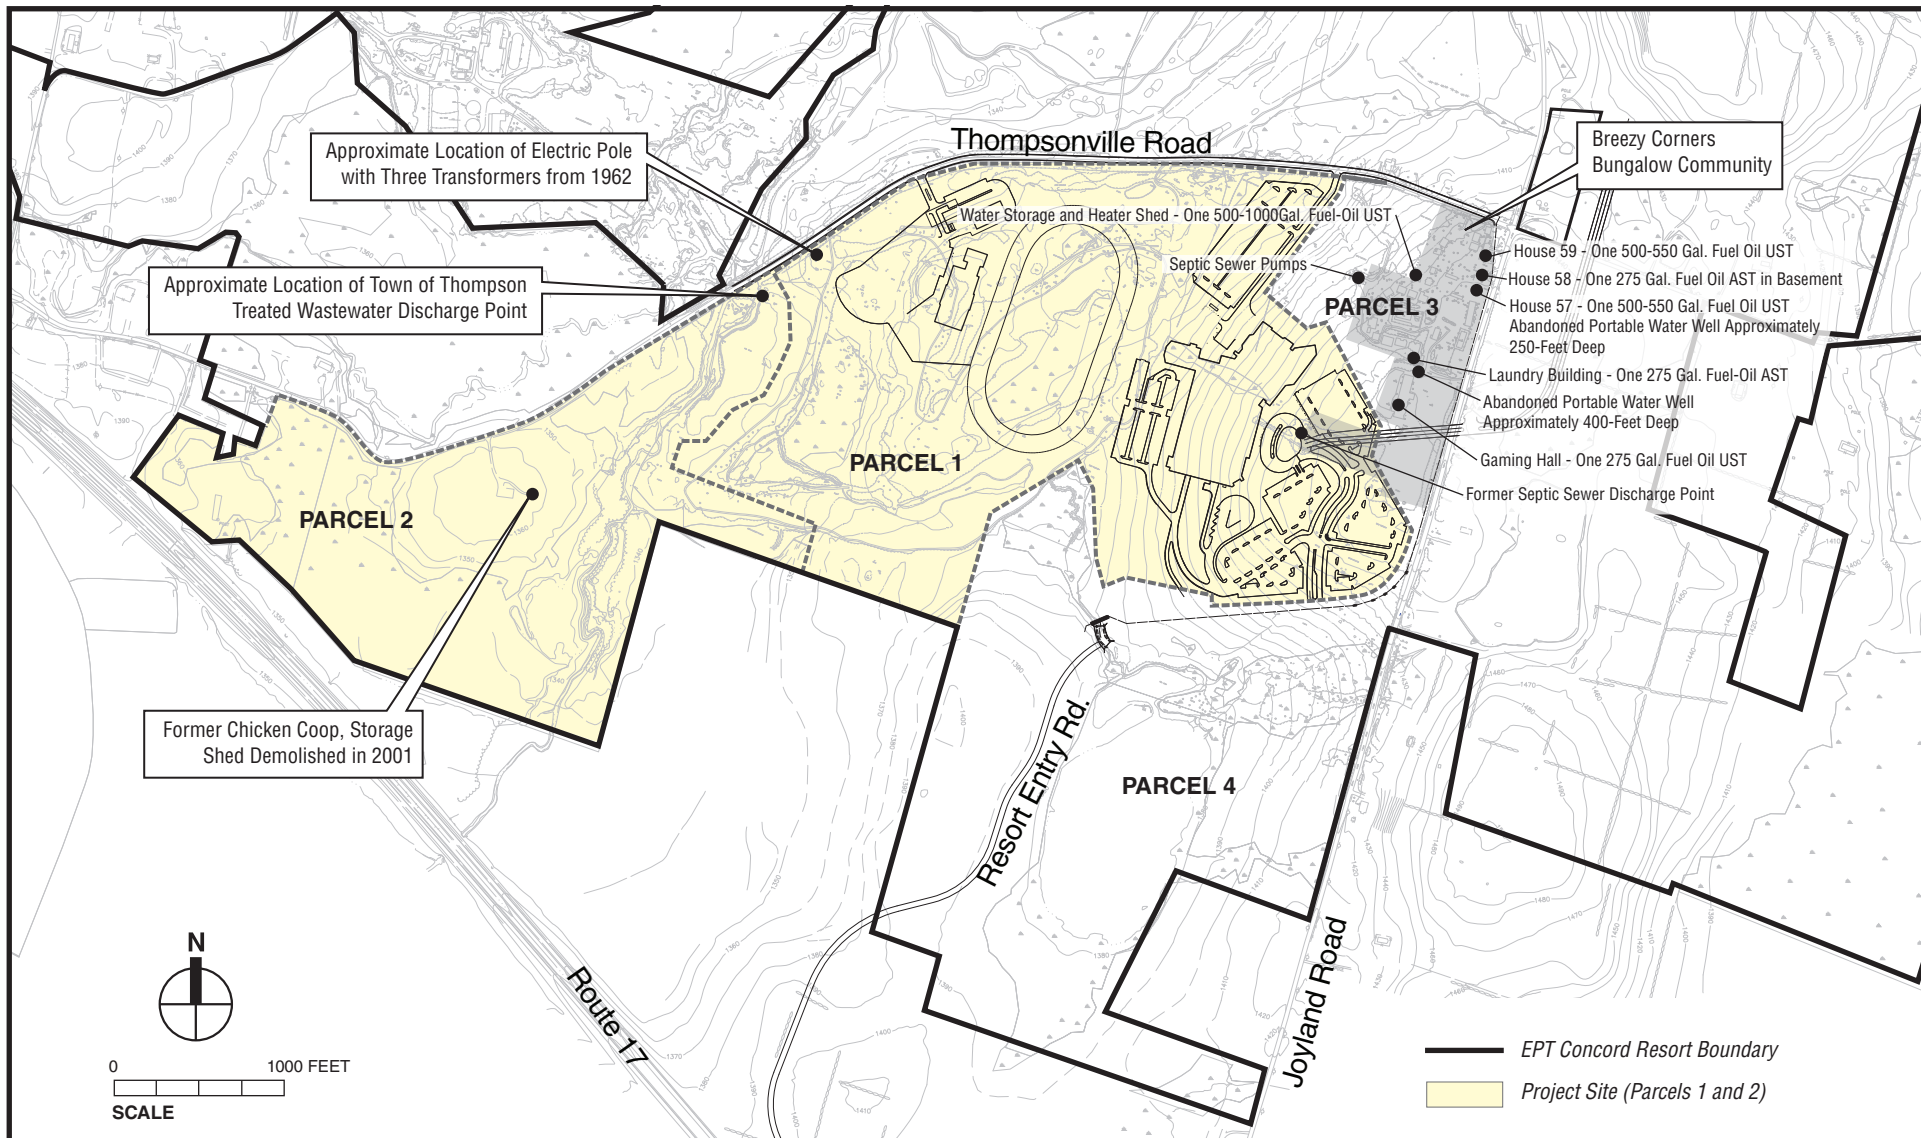 Thompsonville Road
Breezy Corners
Bungalow Community
Approximate Location of Electric Pole
with Three Transformers from 1962
Water Storage and Heater Shed - One 500-1000Gal. Fuel-Oil UST
Septic Sewer Pumps
House 59 - One 500-550 Gal. Fuel Oil UST
House 58 - One 275 Gal. Fuel Oil AST in Basement
House 57 - One 500-550 Gal. Fuel Oil UST
Abandoned Portable Water Well Approximately
250-Feet Deep
Approximate Location of Town of Thompson
Treated Wastewater Discharge Point
PARCEL 3
Laundry Building - One 275 Gal. Fuel-Oil AST
Abandoned Portable Water Well
Approximately 400-Feet Deep
Gaming Hall - One 275 Gal. Fuel Oil UST
Former Septic Sewer Discharge Point
PARCEL 1
PARCEL 2
Former Chicken Coop, Storage
Shed Demolished in 2001
PARCEL 4
Resort Entry Rd.
Route 17
Joyland Road
N
0 1000 FEET
SCALE
EPT Concord Resort Boundary
Project Site (Parcels 1 and 2)